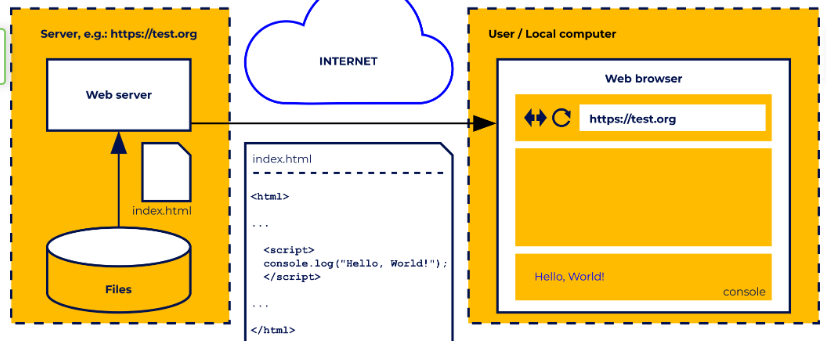 Server, e.g.: https://test.org
Web server
index.html
Files
INTERNET
index.html
<html>
...
<script>
console.log("Hello, World!");
</script>
...
</html>
User / Local computer
Web browser
https://test.org
Hello, World!
console